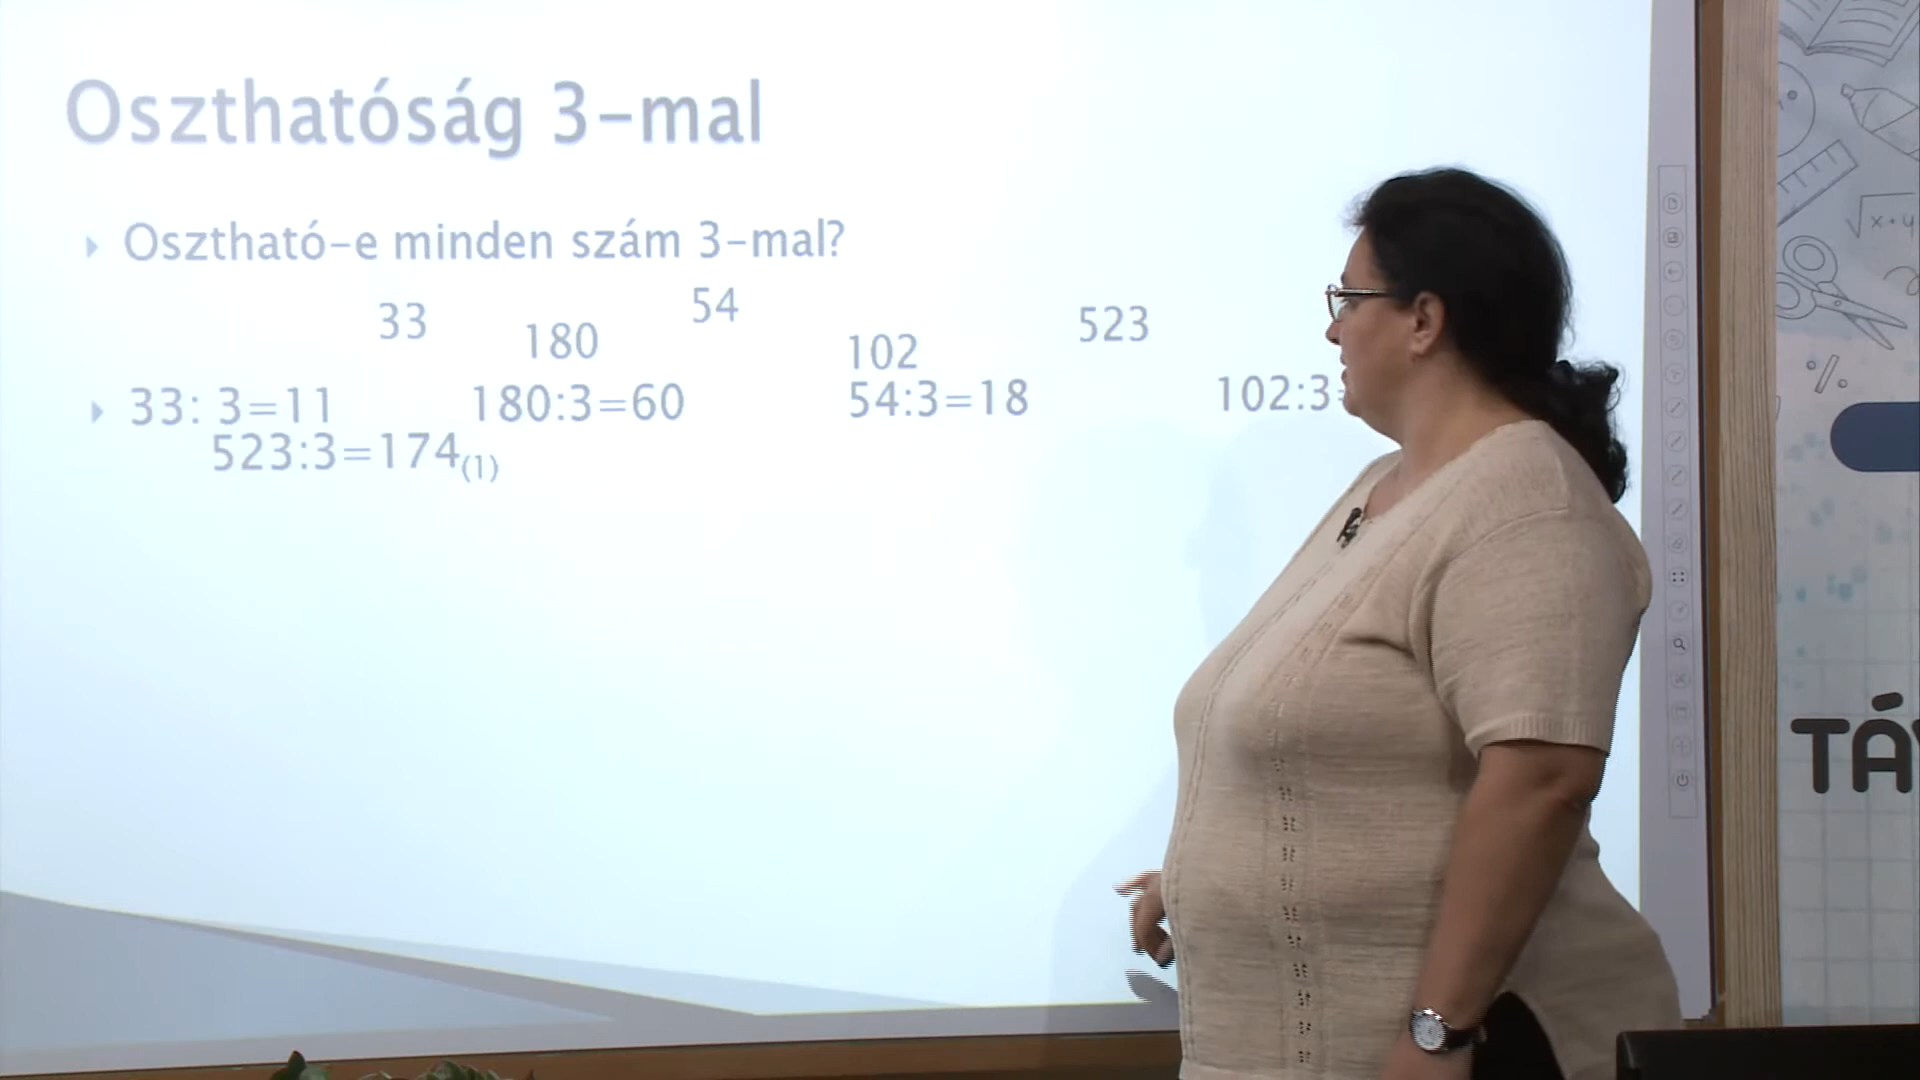 Oszthatóság 3-mal
Osztható-e minden szám 3-mal?
33 180 54 102 523
33: 3=11 180:3=60 54:3=18 102:3=
523:3=174(1)
√x+y
%
TÁV